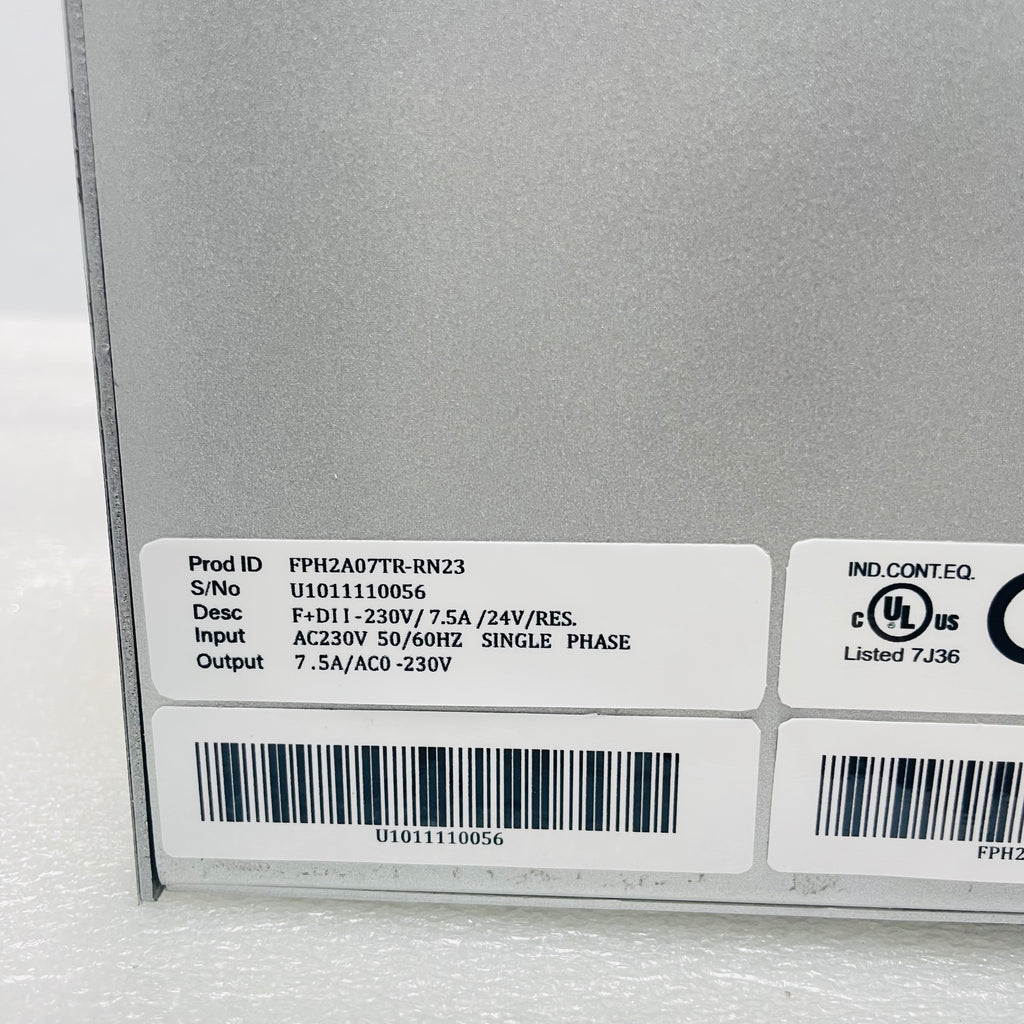 Prod ID FPH2A07TR-RN23
S/No U1011110056
Desc F+DII-230V/7.5A/24V/RES.
Input AC230V 50/60HZ SINGLE PHASE
Output 7.5A/AC0-230V
IND.CONT.EQ.
C UL US
Listed 7J36
U1011110056
FPH2